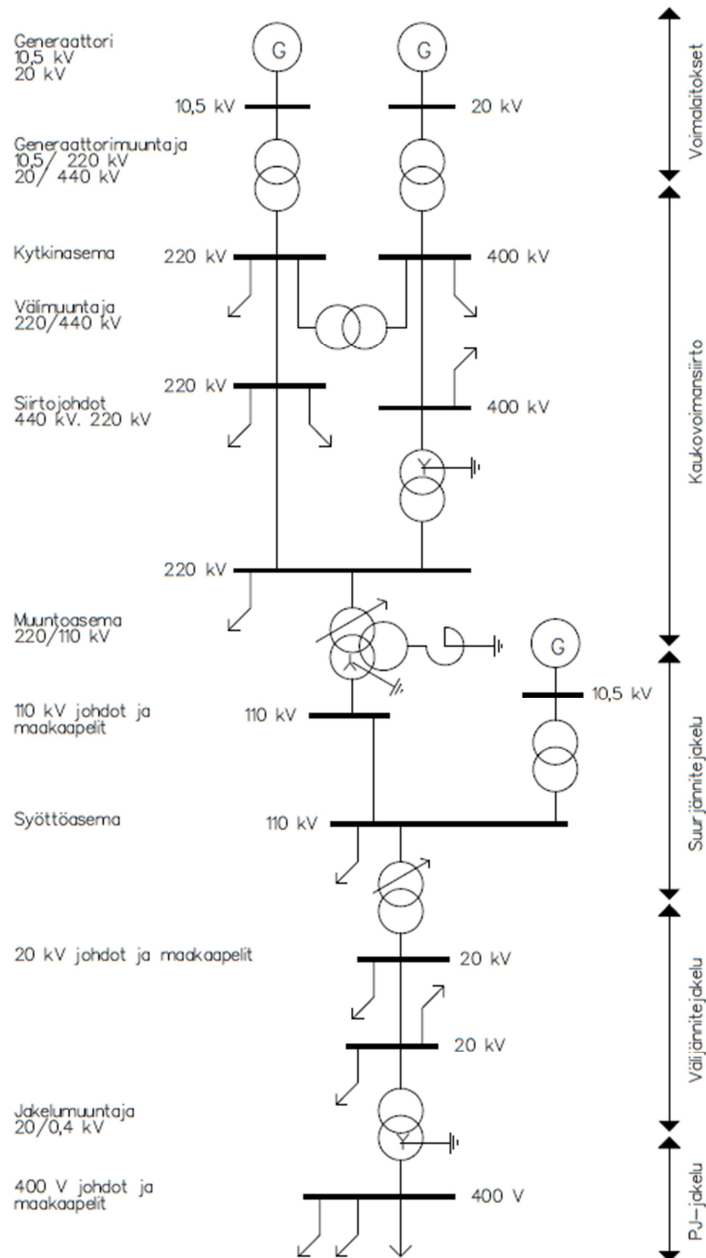 Generaattori
10,5 kV
20 kV
G
G
10,5 kV
20 kV
Generaattorimuuntaja
10,5/ 220 kV
20/ 440 kV
Kytkinasema
220 kV
400 kV
Välimuuntaja
220/440 kV
220 kV
Siirtojohdot
440 kV. 220 kV
400 kV
220 kV
Muuntoasema
220/110 kV
G
10,5 kV
110 kV johdot ja
maakaapelit
110 kV
Syöttöasema
110 kV
20 kV johdot ja maakaapelit
20 kV
20 kV
Jakelumuuntaja
20/0,4 kV
400 V johdot ja
maakaapelit
400 V
Voimalaitokset
Kaukovoimansiirto
Suurjännitejakelu
Välijännitejakelu
PJ-jakelu